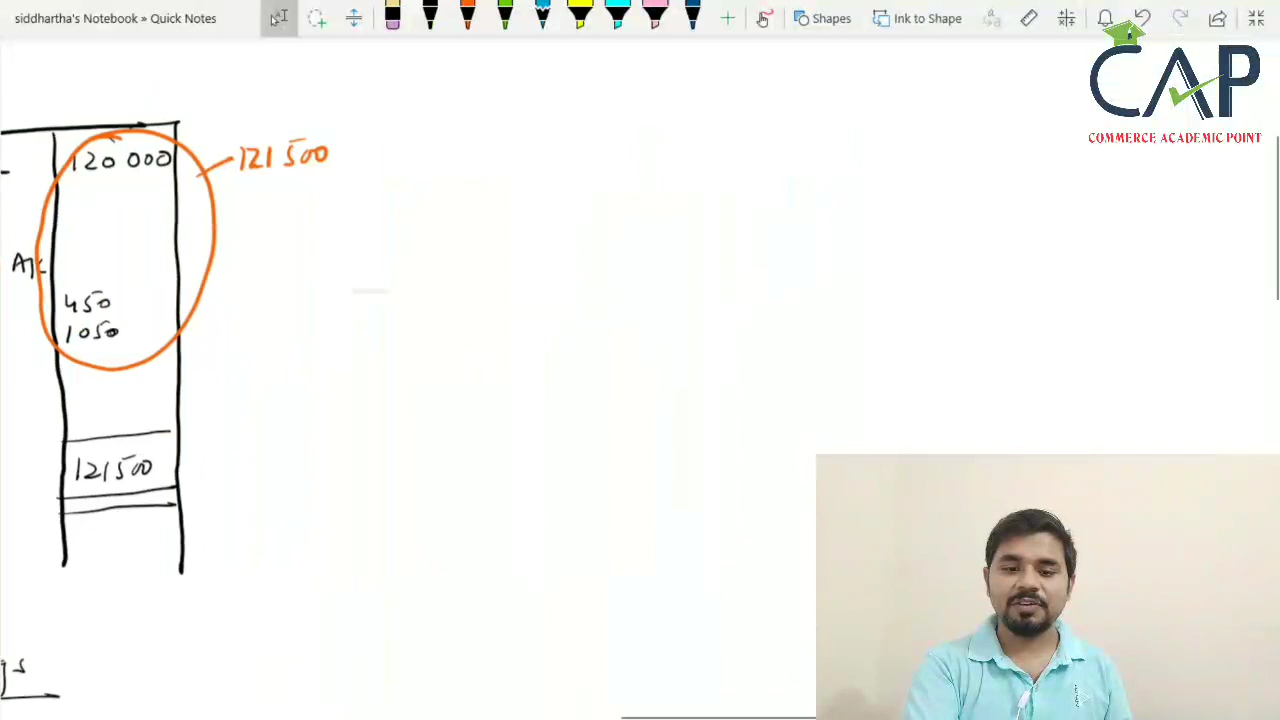 siddhartha's Notebook » Quick Notes
Shapes
Ink to Shape
CAP
COMMERCE ACADEMIC POINT
120 000
121 500
450
1050
121500